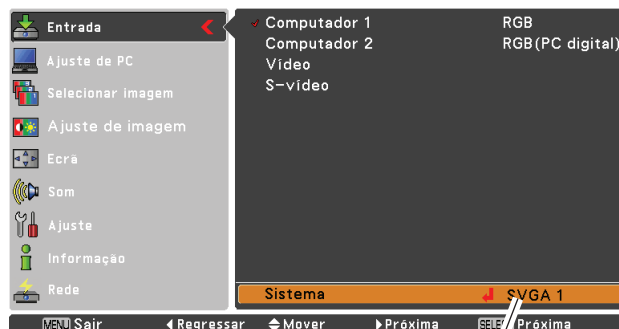 Entrada
Ajuste de PC
Selecionar imagem
Ajuste de imagem
Ecrã
Som
Ajuste
Informação
Rede
Computador 1 RGB
Computador 2 RGB(PC digital)
Vídeo
S-vídeo
Sistema SVGA 1
MENU Sair Regressar Mover Próxima Próxima